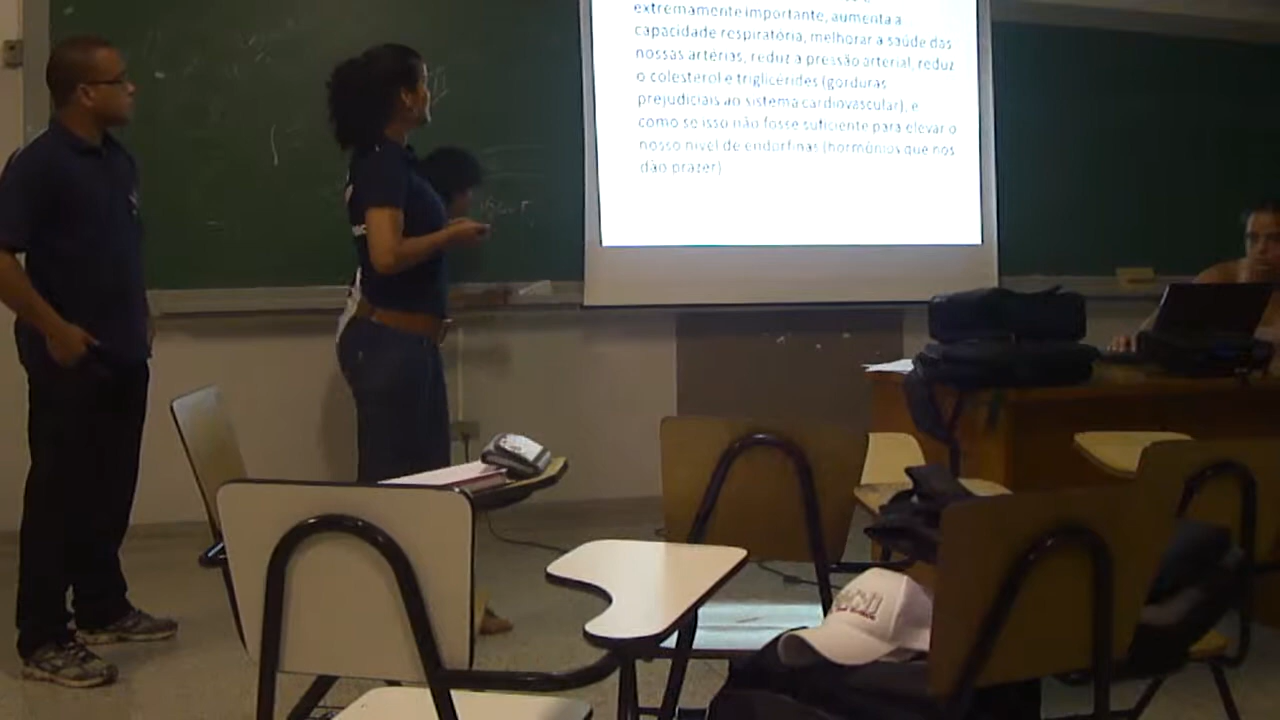 extremamente importante, aumenta a
capacidade respiratória, melhorar a saúde das
nossas artérias, reduz a pressão arterial, reduz
o colesterol e triglicérides (gorduras
prejudiciais ao sistema cardiovascular), e
como se isso não fosse suficiente para elevar o
nosso nível de endorfinas (hormônios que nos
dão prazer)